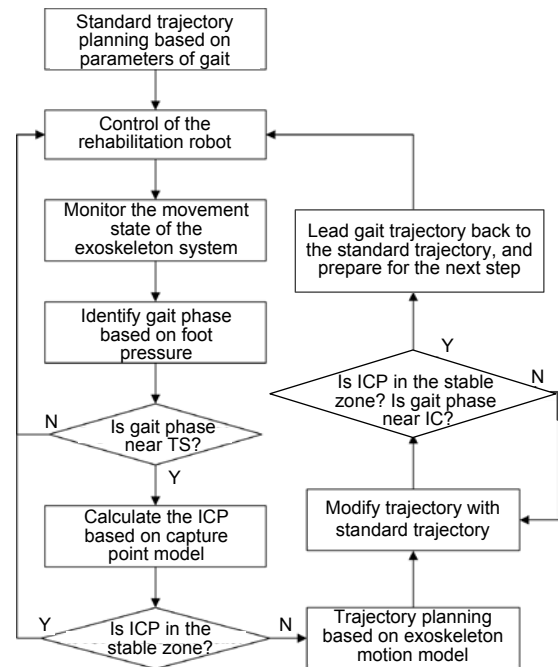 Standard trajectory
planning based on
parameters of gait
Control of the
rehabilitation robot
Monitor the movement
state of the
exoskeleton system
Identify gait phase
based on foot
pressure
N
Is gait phase
near TS?
Y
Calculate the ICP
based on capture
point model
Y
Is ICP in the
stable zone?
N
Trajectory planning
based on exoskeleton
motion model
Modify trajectory with
standard trajectory
Is ICP in the stable
zone? Is gait phase
near IC?
N
Y
Lead gait trajectory back to
the standard trajectory, and
prepare for the next step